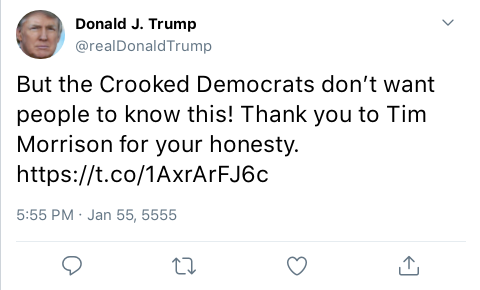 Donald J. Trump
@realDonaldTrump
But the Crooked Democrats don’t want
people to know this! Thank you to Tim
Morrison for your honesty.
https://t.co/1AxrArFJ6c
5:55 PM · Jan 55, 5555